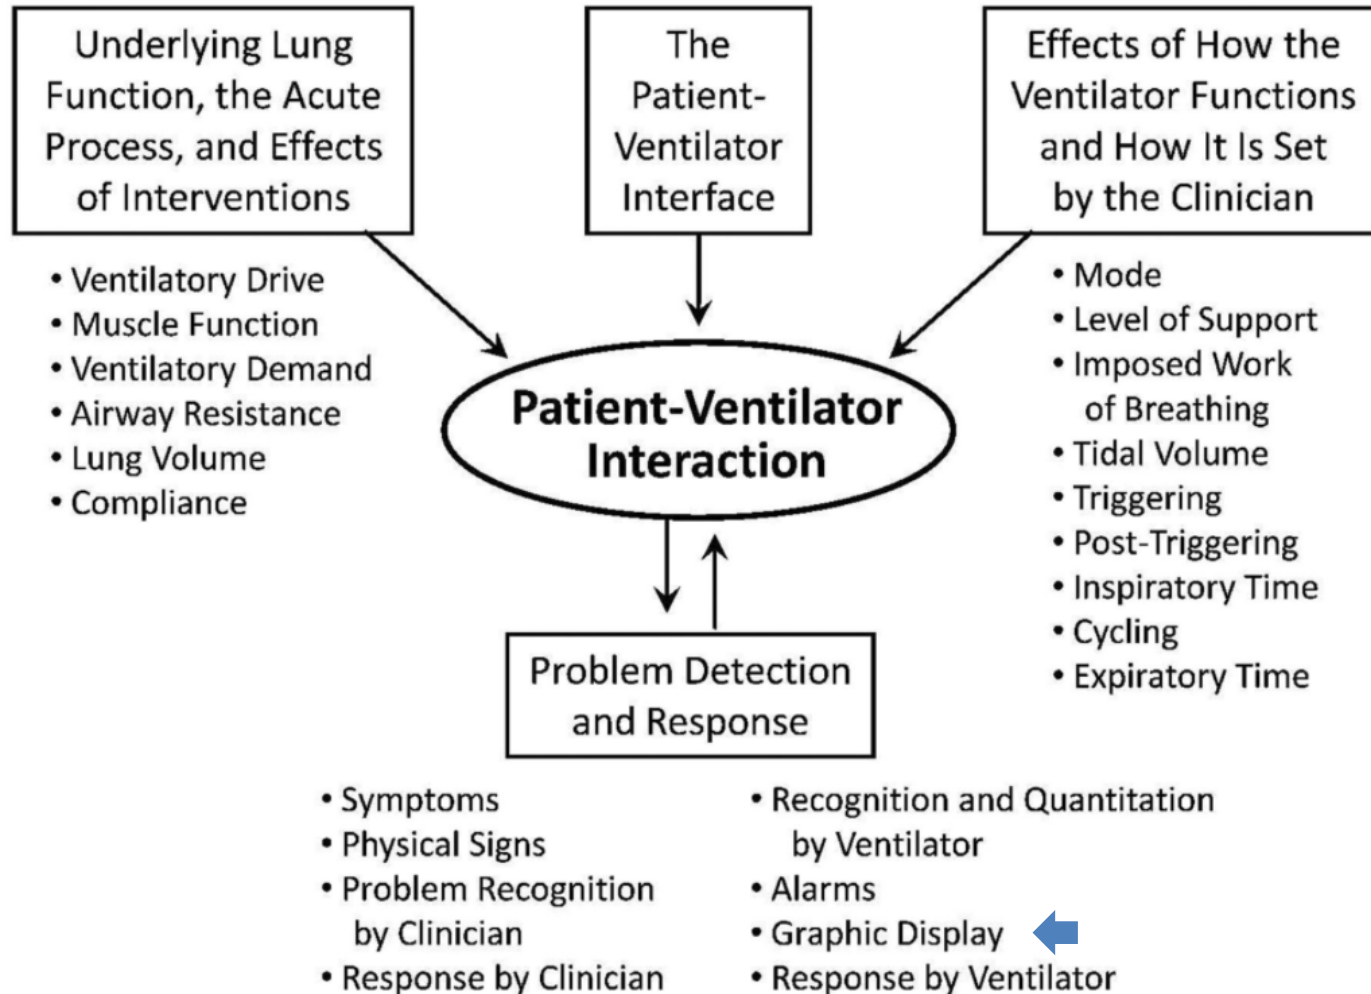 Underlying Lung
Function, the Acute
Process, and Effects
of Interventions
• Ventilatory Drive
• Muscle Function
• Ventilatory Demand
• Airway Resistance
• Lung Volume
• Compliance
The
Patient-
Ventilator
Interface
Effects of How the
Ventilator Functions
and How It Is Set
by the Clinician
• Mode
• Level of Support
• Imposed Work
of Breathing
• Tidal Volume
• Triggering
• Post-Triggering
• Inspiratory Time
• Cycling
• Expiratory Time
Patient-Ventilator
Interaction
Problem Detection
and Response
• Symptoms
• Physical Signs
• Problem Recognition
by Clinician
• Response by Clinician
• Recognition and Quantitation
by Ventilator
• Alarms
• Graphic Display
• Response by Ventilator